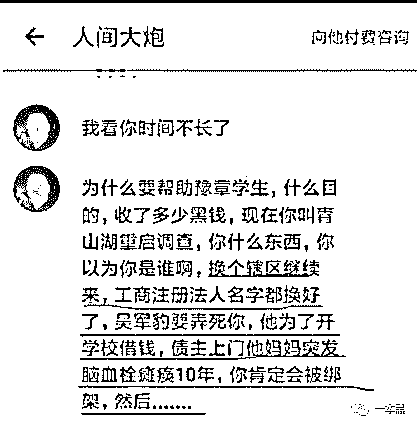 人间大炮
向他付费咨询
我看你时间不长了
为什么要帮助豫章学生，什么目
的，收了多少黑钱，现在你叫青
山湖重启调查，你什么东西，你
以为你是谁啊，换个辖区继续
来，工商注册法人名字都换好
了，吴军豹要弄死你，他为了开
学校借钱，债主上门他妈妈突发
脑血栓瘫痪10年，你肯定会被绑
架，然后.......